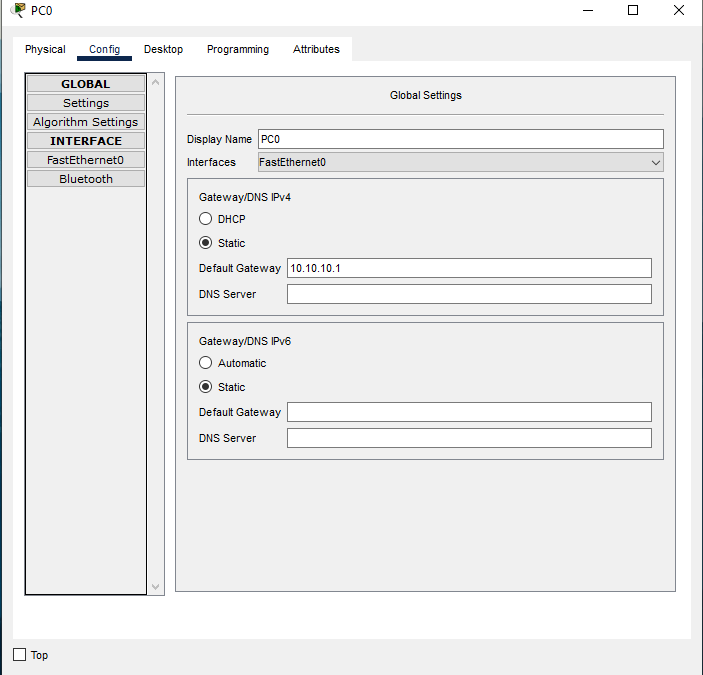 PC0
Physical Config Desktop Programming Attributes
GLOBAL
Settings
Algorithm Settings
INTERFACE
FastEthernet0
Bluetooth
Global Settings
Display Name PC0
Interfaces FastEthernet0
Gateway/DNS IPv4
DHCP
Static
Default Gateway 10.10.10.1
DNS Server
Gateway/DNS IPv6
Automatic
Static
Default Gateway
DNS Server
Top